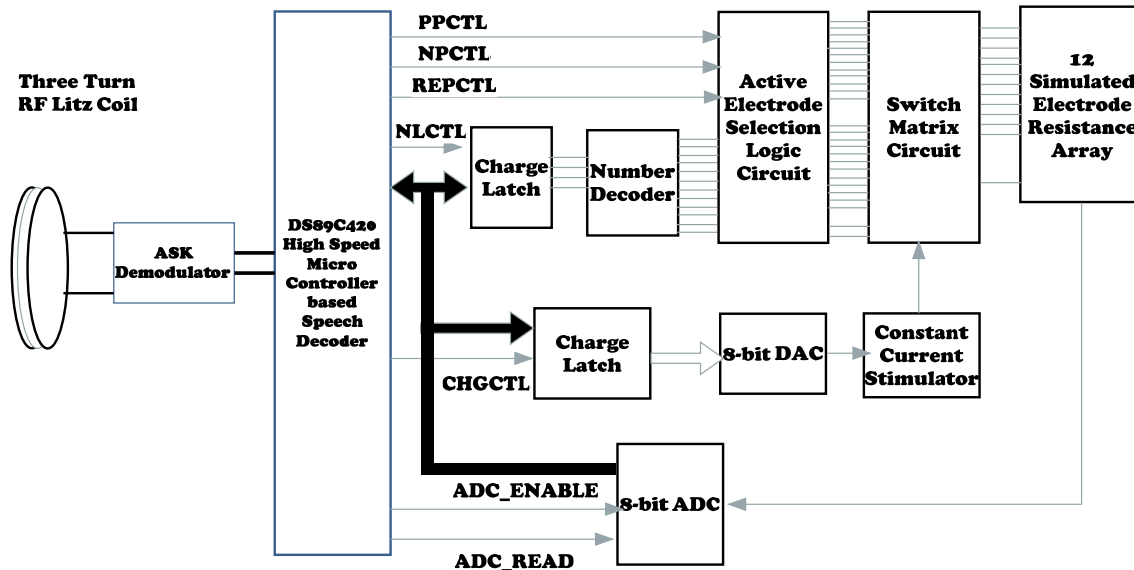 Three Turn
RF Litz Coil
ASK
Demodulator
DS89C420
High Speed
Micro
Controller
based
Speech
Decoder
PPCTL
NPCTL
REPCTL
NLCTL
Charge
Latch
Number
Decoder
Active
Electrode
Selection
Logic
Circuit
Switch
Matrix
Circuit
12
Simulated
Electrode
Resistance
Array
CHGCTL
Charge
Latch
8-bit DAC
Constant
Current
Stimulator
ADC_ENABLE
8-bit ADC
ADC_READ